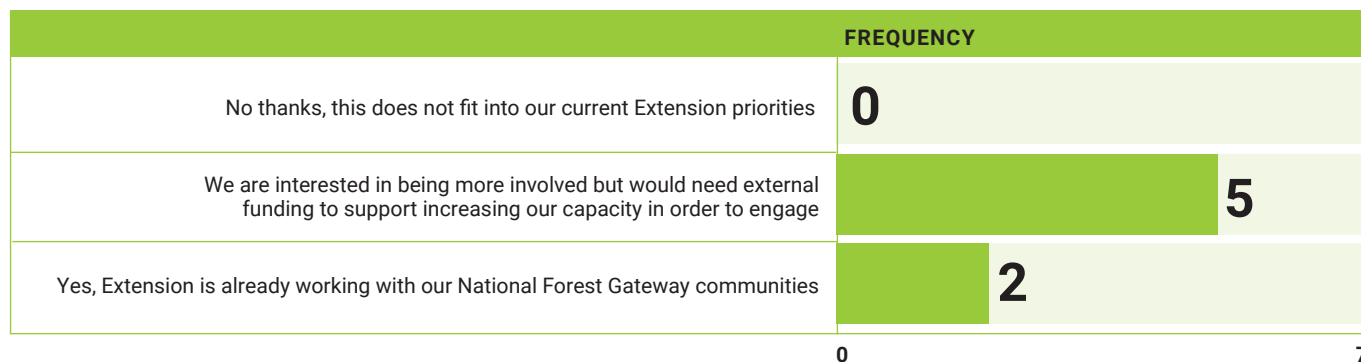 FREQUENCY
No thanks, this does not fit into our current Extension priorities
0
We are interested in being more involved but would need external
funding to support increasing our capacity in order to engage
5
Yes, Extension is already working with our National Forest Gateway communities
2
0